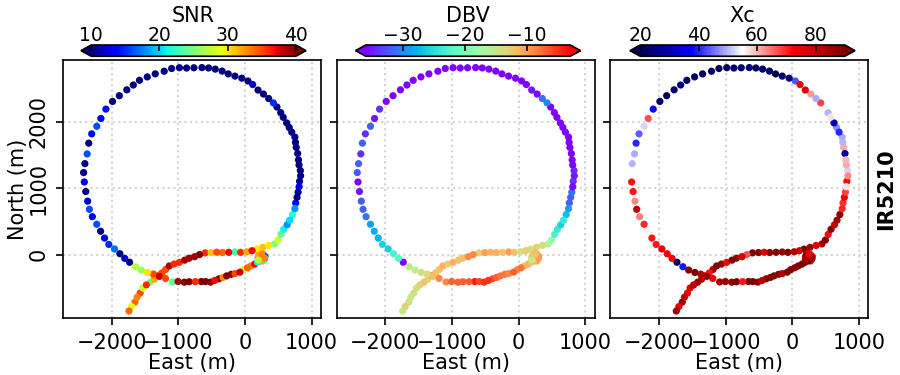 SNR DBV Xc
10 20 30 40 −30 −20 −10 20 40 60 80
North (m)
2000
1000
0
IR5210
−2000 −1000 0 1000 −2000 −1000 0 1000 −2000 −1000 0 1000
East (m) East (m) East (m)